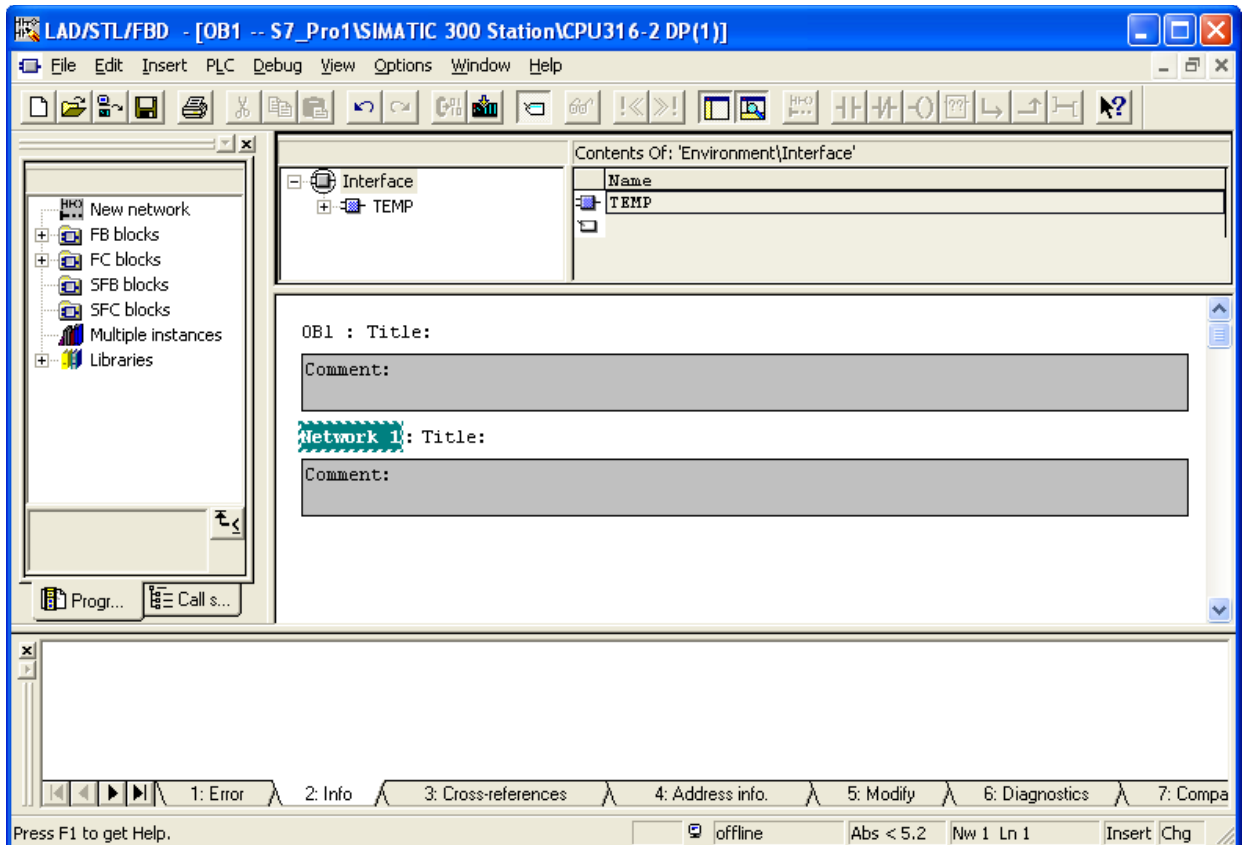 LAD/STL/FBD - [OB1 -- S7_Pro1\SIMATIC 300 Station\CPU316-2 DP(1)]
File Edit Insert PLC Debug View Options Window Help
New network
FB blocks
FC blocks
SFB blocks
SFC blocks
Multiple instances
Libraries
Progr... Call s...
Interface
TEMP
Contents Of: 'Environment\Interface'
Name
TEMP
OB1 : Title:
Comment:
Network 1: Title:
Comment:
1: Error 2: Info 3: Cross-references 4: Address info. 5: Modify 6: Diagnostics 7: Compa
Press F1 to get Help. offline Abs < 5.2 Nw 1 Ln 1 Insert Chg